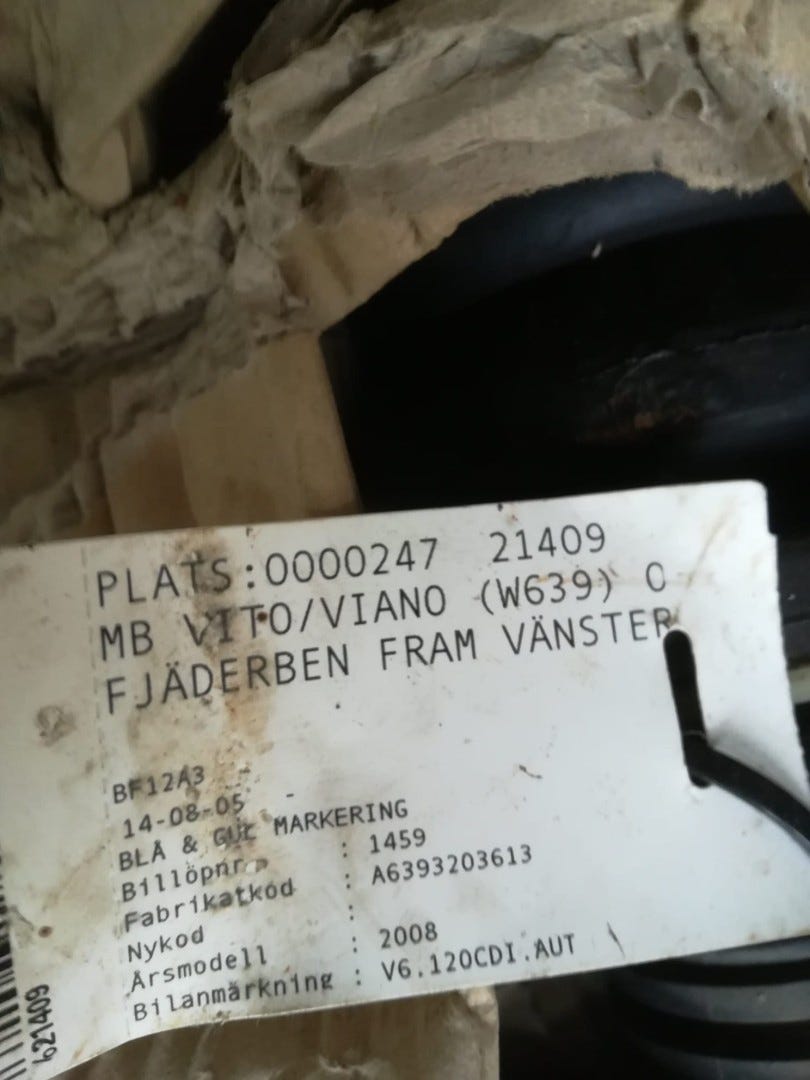 PLATS:0000247 21409
MB VITO/VIANO (W639) 0
FJÄDERBEN FRAM VÄNSTER
BF12A3
14-08-05 -
BLÅ & GUL MARKERING
Billöpnr. : 1459
Fabrikatkod : A6393203613
Nykod :
Årsmodell : 2008
Bilanmärkning : V6.120CDI.AUT